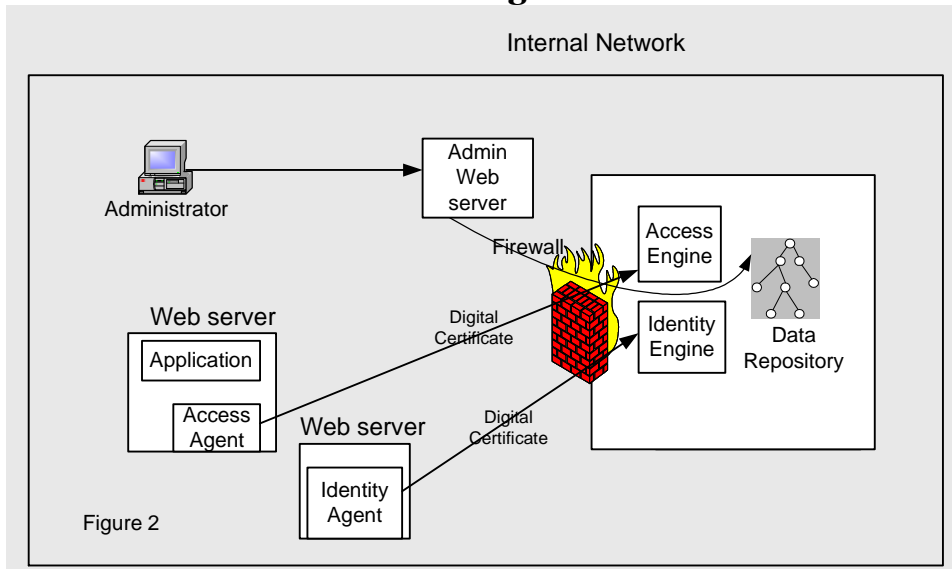 Internal Network
Administrator
Admin
Web
server
Firewall
Access
Engine
Identity
Engine
Data
Repository
Web server
Application
Access
Agent
Digital
Certificate
Web server
Identity
Agent
Digital
Certificate
Figure 2